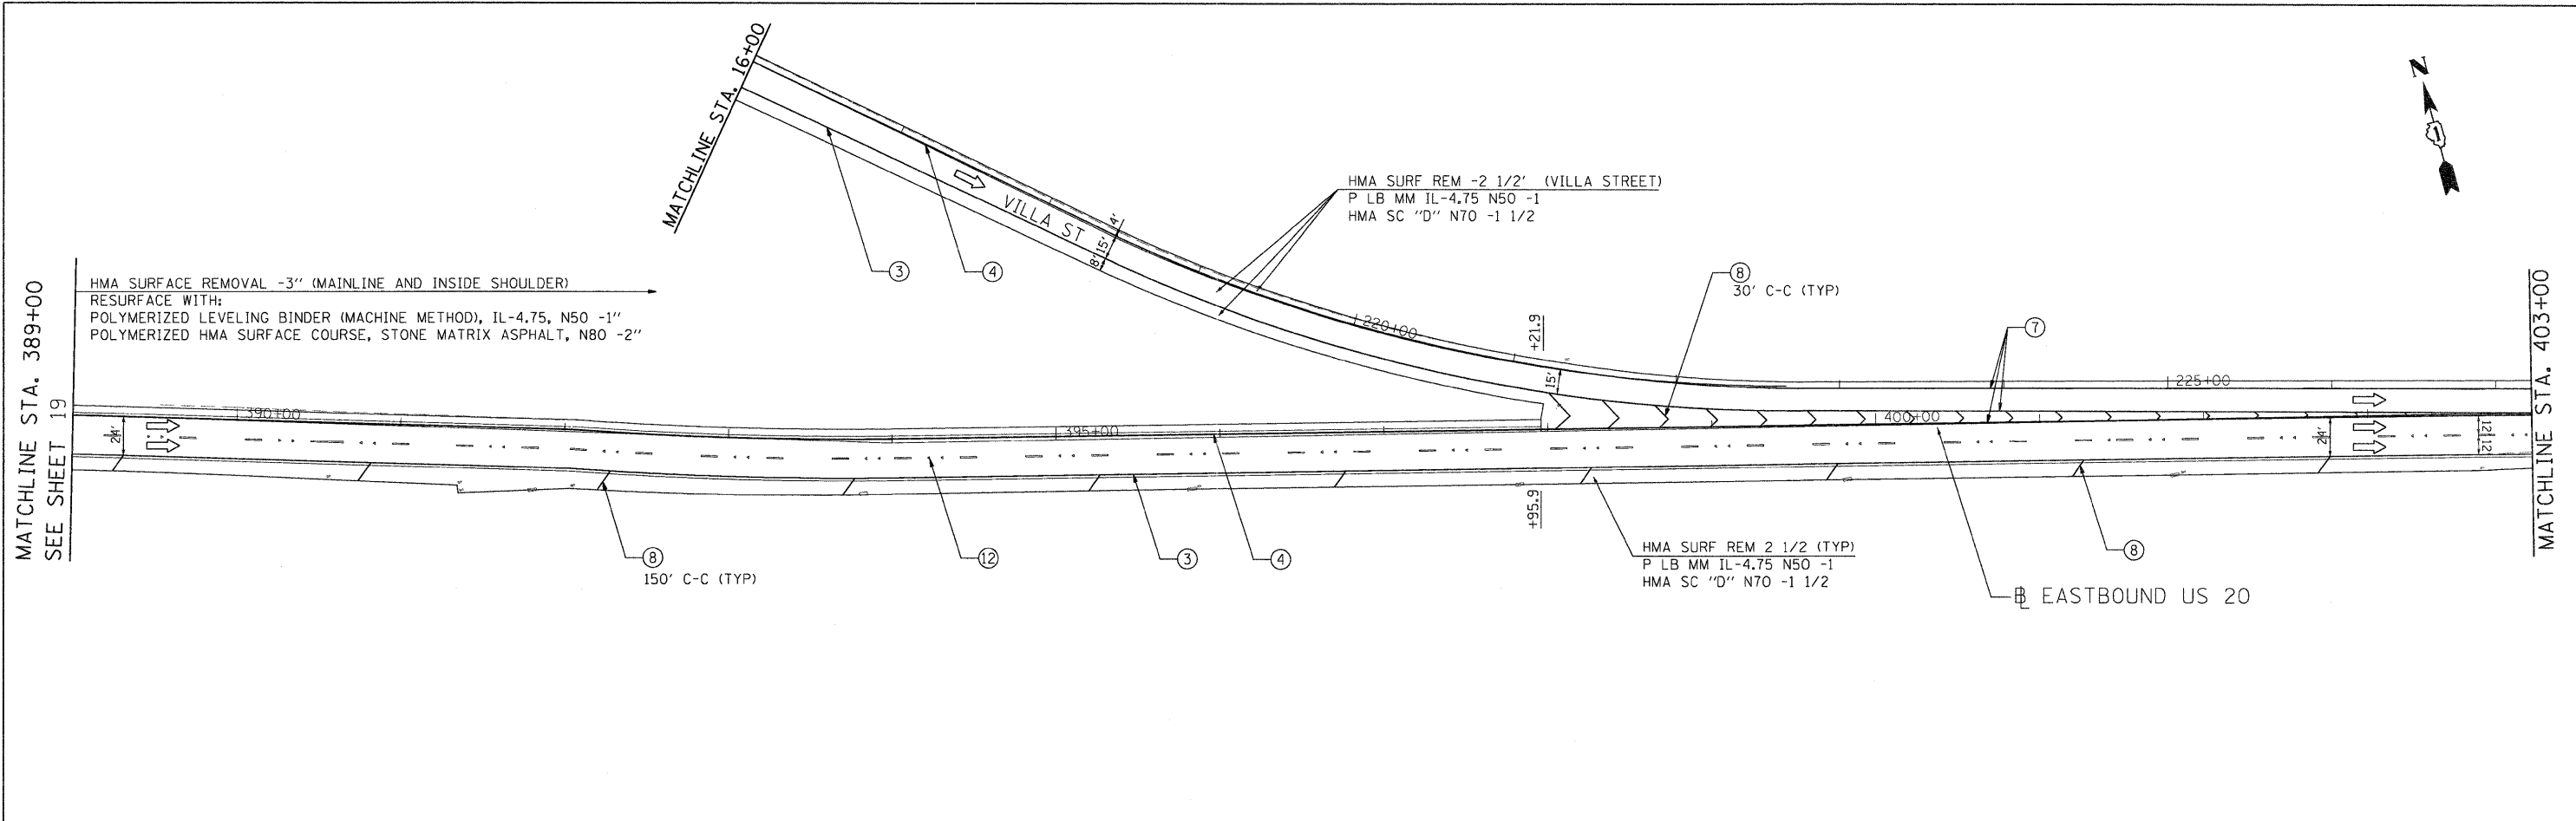 MATCHLINE STA. 16+00
N
1
HMA SURF REM -2 1/2' (VILLA STREET)
P LB MM IL-4.75 N50 -1
HMA SC "D" N70 -1 1/2
VILLA ST
4'
15'
8'
3
4
8
30' C-C (TYP)
MATCHLINE STA. 389+00
SEE SHEET 19
HMA SURFACE REMOVAL -3" (MAINLINE AND INSIDE SHOULDER)
RESURFACE WITH:
POLYMERIZED LEVELING BINDER (MACHINE METHOD), IL-4.75, N50 -1"
POLYMERIZED HMA SURFACE COURSE, STONE MATRIX ASPHALT, N80 -2"
220+00
+21.9
7
MATCHLINE STA. 403+00
15'
225+00
390+00
395+00
400+00
24'
24'
12'
12'
+95.9
8
150' C-C (TYP)
12
3
4
HMA SURF REM 2 1/2 (TYP)
P LB MM IL-4.75 N50 -1
HMA SC "D" N70 -1 1/2
8
BL EASTBOUND US 20